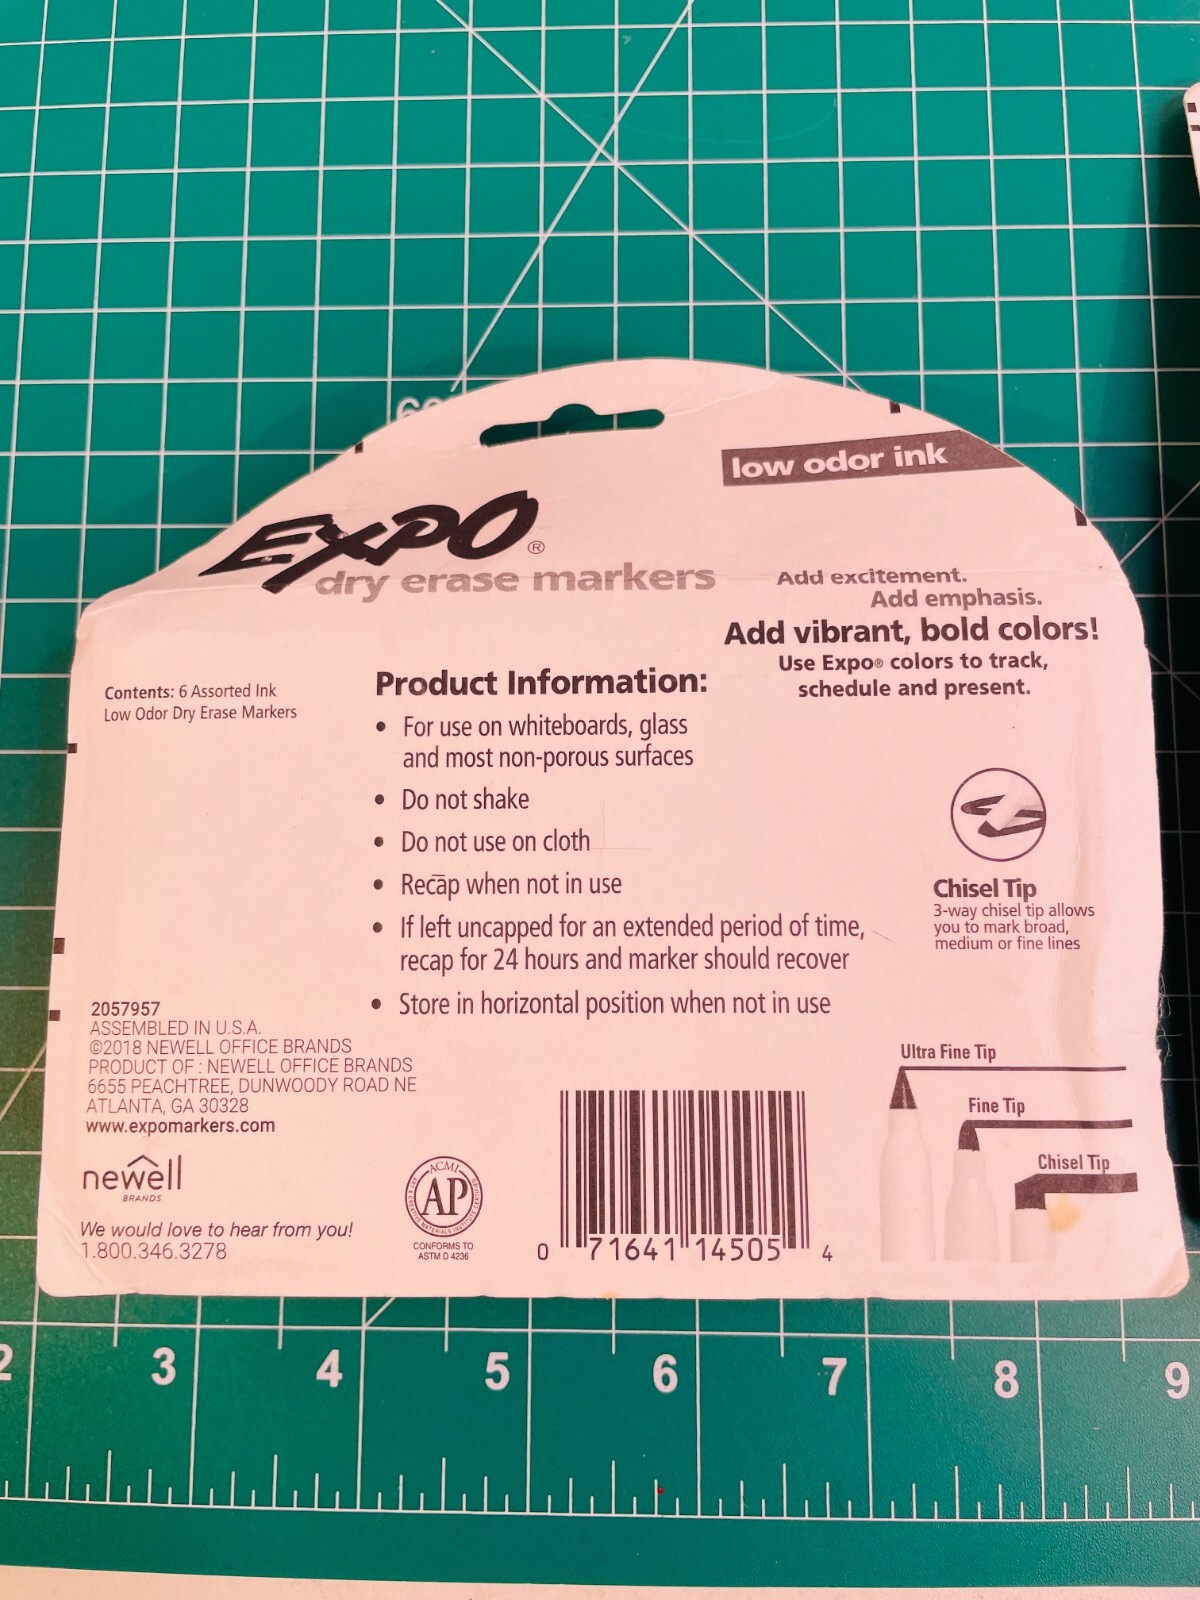 60
low odor ink
EXPO®
dry erase markers
Add excitement.
Add emphasis.
Add vibrant, bold colors!
Use Expo® colors to track,
schedule and present.
Contents: 6 Assorted Ink
Low Odor Dry Erase Markers
Product Information:
• For use on whiteboards, glass
and most non-porous surfaces
• Do not shake
• Do not use on cloth
• Recap when not in use
• If left uncapped for an extended period of time,
recap for 24 hours and marker should recover
• Store in horizontal position when not in use
Chisel Tip
3-way chisel tip allows
you to mark broad,
medium or fine lines
2057957
ASSEMBLED IN U.S.A.
©2018 NEWELL OFFICE BRANDS
PRODUCT OF : NEWELL OFFICE BRANDS
6655 PEACHTREE, DUNWOODY ROAD NE
ATLANTA, GA 30328
www.expomarkers.com
newell
BRANDS
We would love to hear from you!
1.800.346.3278
ACMI
AP
ART & CREATIVE MATERIALS INSTITUTE CERTIFIED
CONFORMS TO
ASTM D 4236
0 71641 14505 4
Ultra Fine Tip
Fine Tip
Chisel Tip
2 3 4 5 6 7 8 9